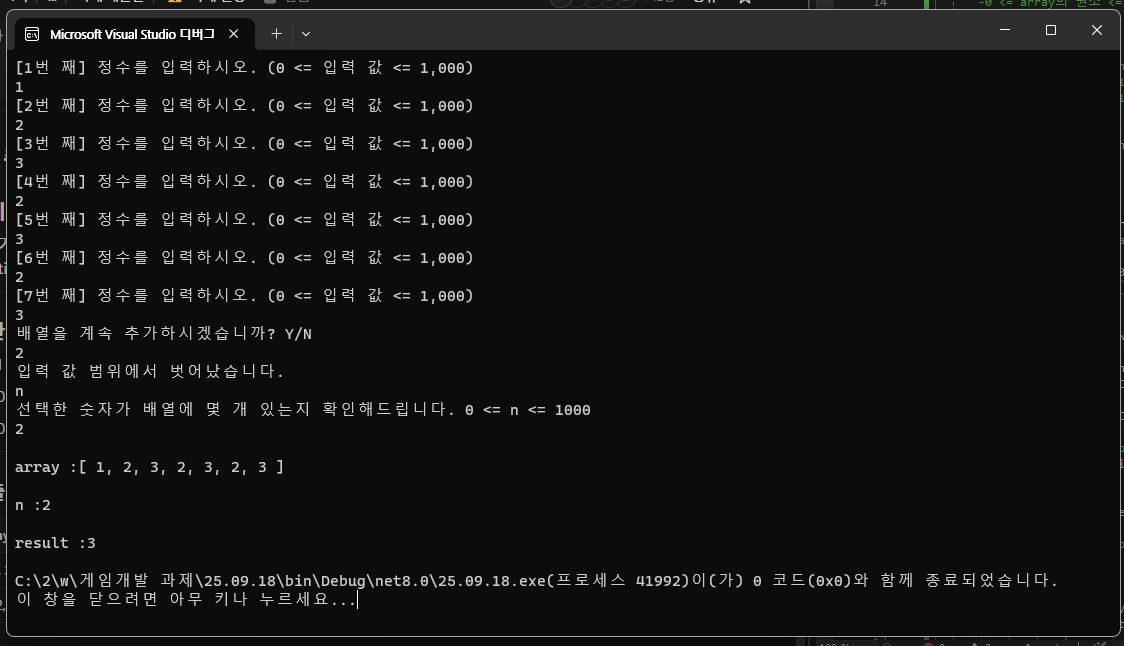 14 -0 <= array의 원소 <=
Microsoft Visual Studio 디버그
[1번 째] 정수를 입력하시오. (0 <= 입력 값 <= 1,000)
1
[2번 째] 정수를 입력하시오. (0 <= 입력 값 <= 1,000)
2
[3번 째] 정수를 입력하시오. (0 <= 입력 값 <= 1,000)
3
[4번 째] 정수를 입력하시오. (0 <= 입력 값 <= 1,000)
2
[5번 째] 정수를 입력하시오. (0 <= 입력 값 <= 1,000)
3
[6번 째] 정수를 입력하시오. (0 <= 입력 값 <= 1,000)
2
[7번 째] 정수를 입력하시오. (0 <= 입력 값 <= 1,000)
3
배열을 계속 추가하시겠습니까? Y/N
2
입력 값 범위에서 벗어났습니다.
n
선택한 숫자가 배열에 몇 개 있는지 확인해드립니다. 0 <= n <= 1000
2
array :[ 1, 2, 3, 2, 3, 2, 3 ]
n :2
result :3
C:\2\w\게임개발 과제\25.09.18\bin\Debug\net8.0\25.09.18.exe(프로세스 41992)이(가) 0 코드(0x0)와 함께 종료되었습니다.
이 창을 닫으려면 아무 키나 누르세요...